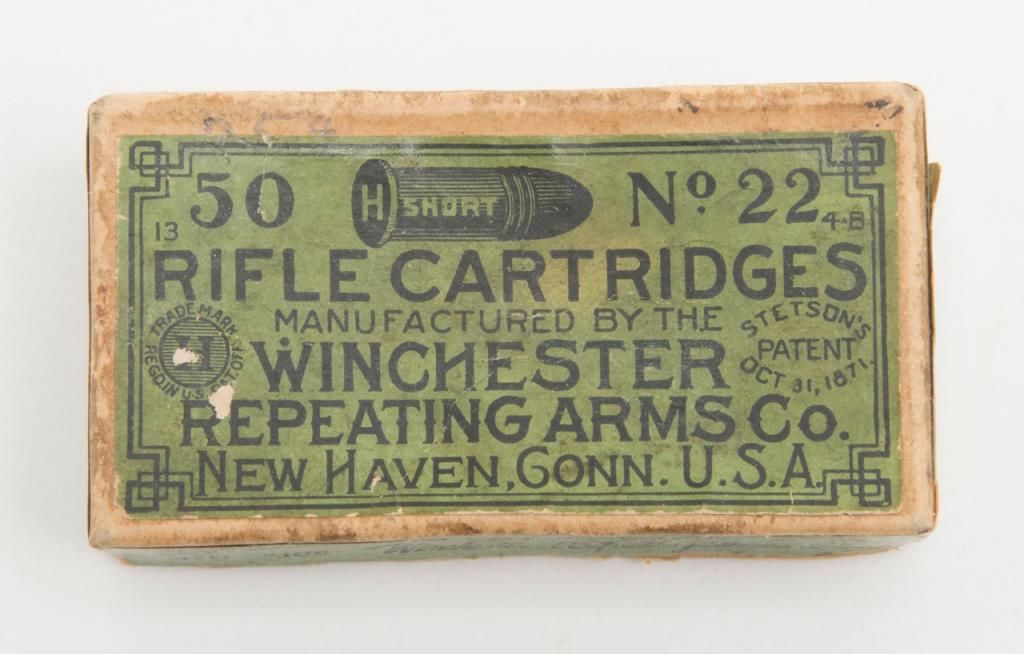 50 H SHORT No. 22
13 4-8
RIFLE CARTRIDGES
MANUFACTURED BY THE
WINCHESTER
REPEATING ARMS CO.
NEW HAVEN, CONN. U.S.A.
TRADE MARK
H
REG'D IN U.S. PAT. OFF.
STETSON'S
PATENT
OCT 31, 1871.